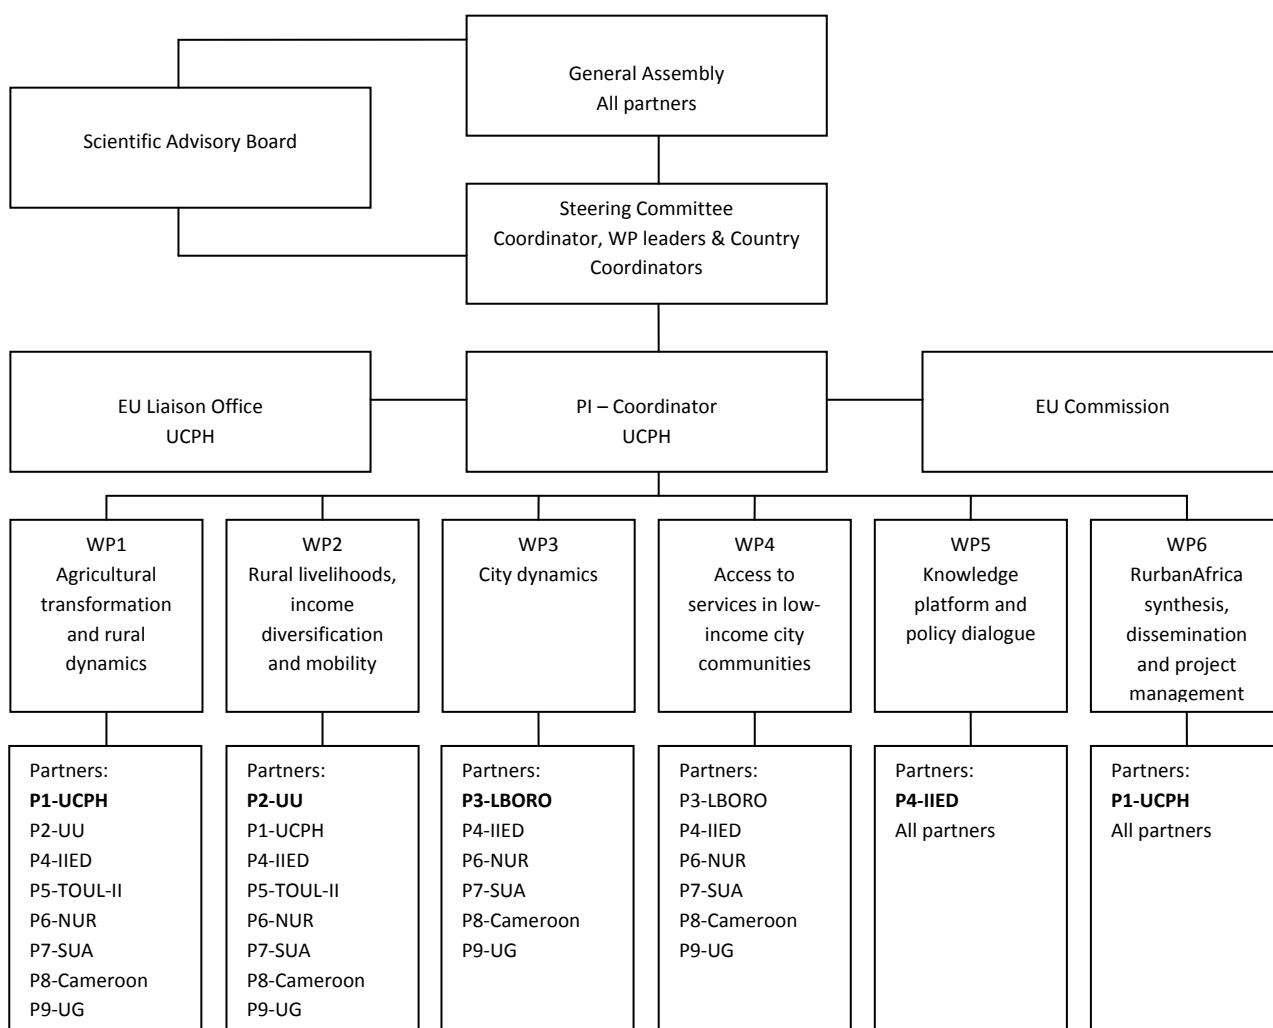 General Assembly
All partners
Scientific Advisory Board
Steering Committee
Coordinator, WP leaders & Country
Coordinators
EU Liaison Office
UCPH
PI – Coordinator
UCPH
EU Commission
WP1
Agricultural
transformation
and rural
dynamics
WP2
Rural livelihoods,
income
diversification
and mobility
WP3
City dynamics
WP4
Access to
services in low-
income city
communities
WP5
Knowledge
platform and
policy dialogue
WP6
RurbanAfrica
synthesis,
dissemination
and project
management
Partners:
P1-UCPH
P2-UU
P4-IIED
P5-TOUL-II
P6-NUR
P7-SUA
P8-Cameroon
P9-UG
Partners:
P2-UU
P1-UCPH
P4-IIED
P5-TOUL-II
P6-NUR
P7-SUA
P8-Cameroon
P9-UG
Partners:
P3-LBORO
P4-IIED
P6-NUR
P7-SUA
P8-Cameroon
P9-UG
Partners:
P3-LBORO
P4-IIED
P6-NUR
P7-SUA
P8-Cameroon
P9-UG
Partners:
P4-IIED
All partners
Partners:
P1-UCPH
All partners